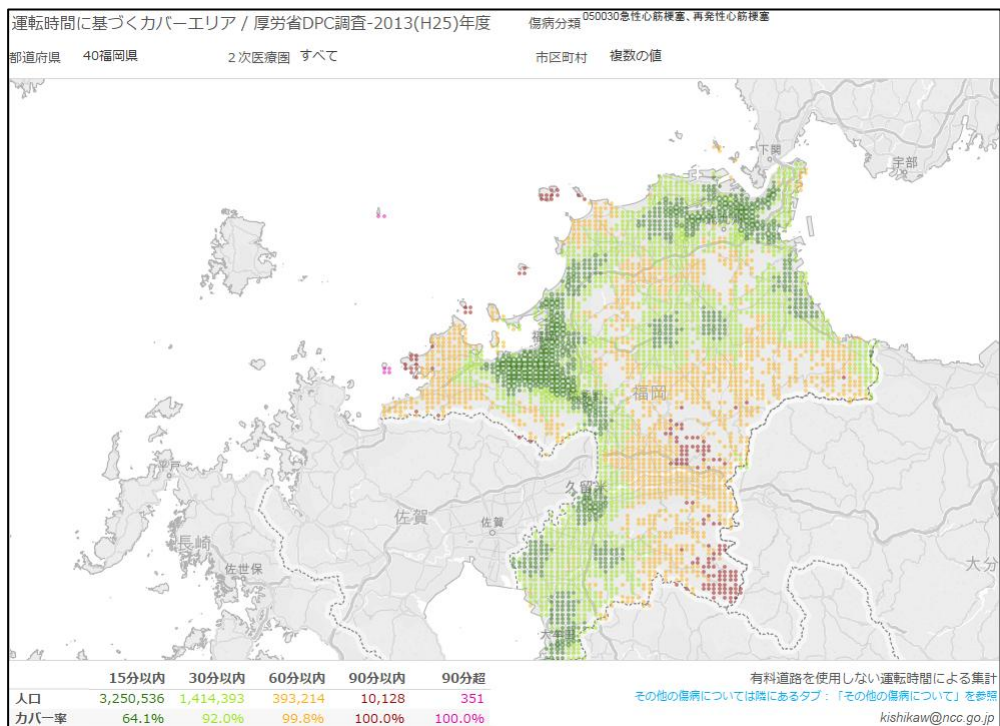 運転時間に基づくカバーエリア / 厚労省DPC調査-2013(H25)年度
傷病分類 050030急性心筋梗塞、再発性心筋梗塞
都道府県 40福岡県 2次医療圏 すべて 市区町村 複数の値
下関
宇部
福岡
久留米
佐賀
佐賀
長崎
佐世保
大分
大牟田
15分以内 30分以内 60分以内 90分以内 90分超
人口 3,250,536 1,414,393 393,214 10,128 351
カバー率 64.1% 92.0% 99.8% 100.0% 100.0%
有料道路を使用しない運転時間による集計
その他の傷病については隣にあるタブ：「その他の傷病について」を参照
kishikaw@ncc.go.jp